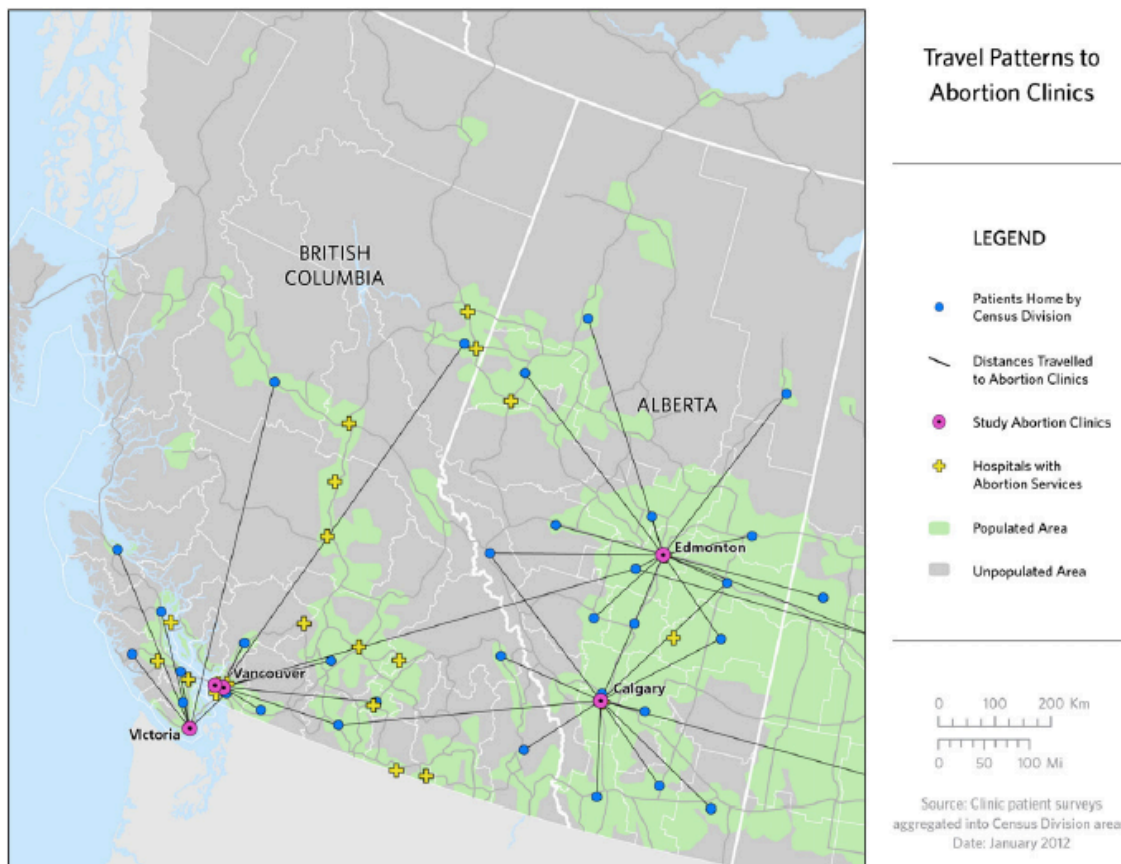 Travel Patterns to
Abortion Clinics
BRITISH
COLUMBIA
ALBERTA
Edmonton
Vancouver
Calgary
Victoria
LEGEND
Patients Home by
Census Division
Distances Travelled
to Abortion Clinics
Study Abortion Clinics
Hospitals with
Abortion Services
Populated Area
Unpopulated Area
0 100 200 Km
0 50 100 Mi
Source: Clinic patient surveys
aggregated into Census Division area
Date: January 2012